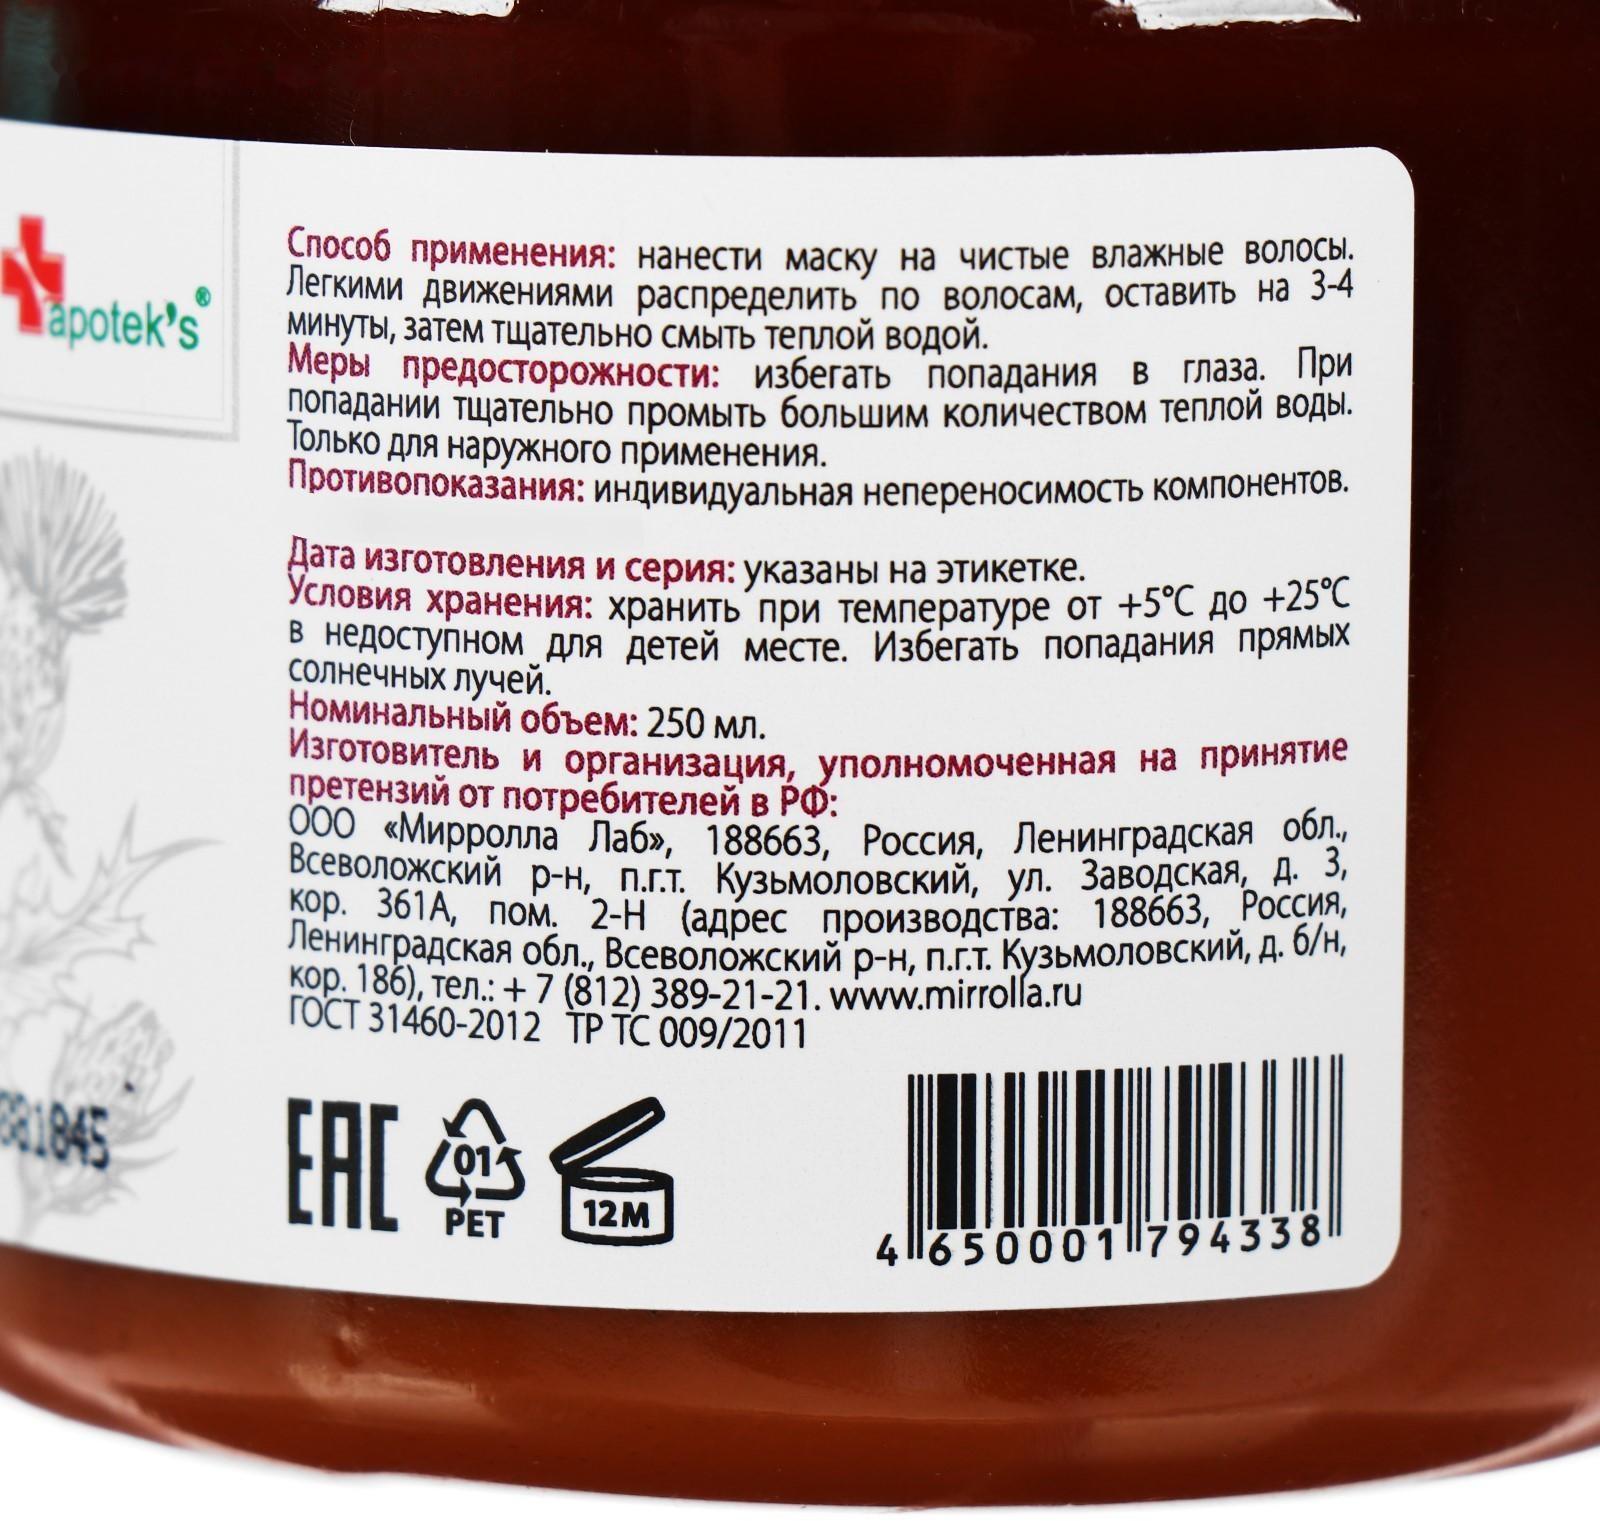 apotek's®
Способ применения: нанести маску на чистые влажные волосы.
Легкими движениями распределить по волосам, оставить на 3-4
минуты, затем тщательно смыть теплой водой.
Меры предосторожности: избегать попадания в глаза. При
попадании тщательно промыть большим количеством теплой воды.
Только для наружного применения.
Противопоказания: индивидуальная непереносимость компонентов.
Дата изготовления и серия: указаны на этикетке.
Условия хранения: хранить при температуре от +5°C до +25°C
в недоступном для детей месте. Избегать попадания прямых
солнечных лучей.
Номинальный объем: 250 мл.
Изготовитель и организация, уполномоченная на принятие
претензий от потребителей в РФ:
ООО «Мирролла Лаб», 188663, Россия, Ленинградская обл.,
Всеволожский р-н, п.г.т. Кузьмоловский, ул. Заводская, д. 3,
кор. 361А, пом. 2-Н (адрес производства: 188663, Россия,
Ленинградская обл., Всеволожский р-н, п.г.т. Кузьмоловский, д. б/н,
кор. 186), тел.: + 7 (812) 389-21-21. www.mirrolla.ru
ГОСТ 31460-2012 ТР ТС 009/2011
EAC
01
PET
12M
4 650001 794338